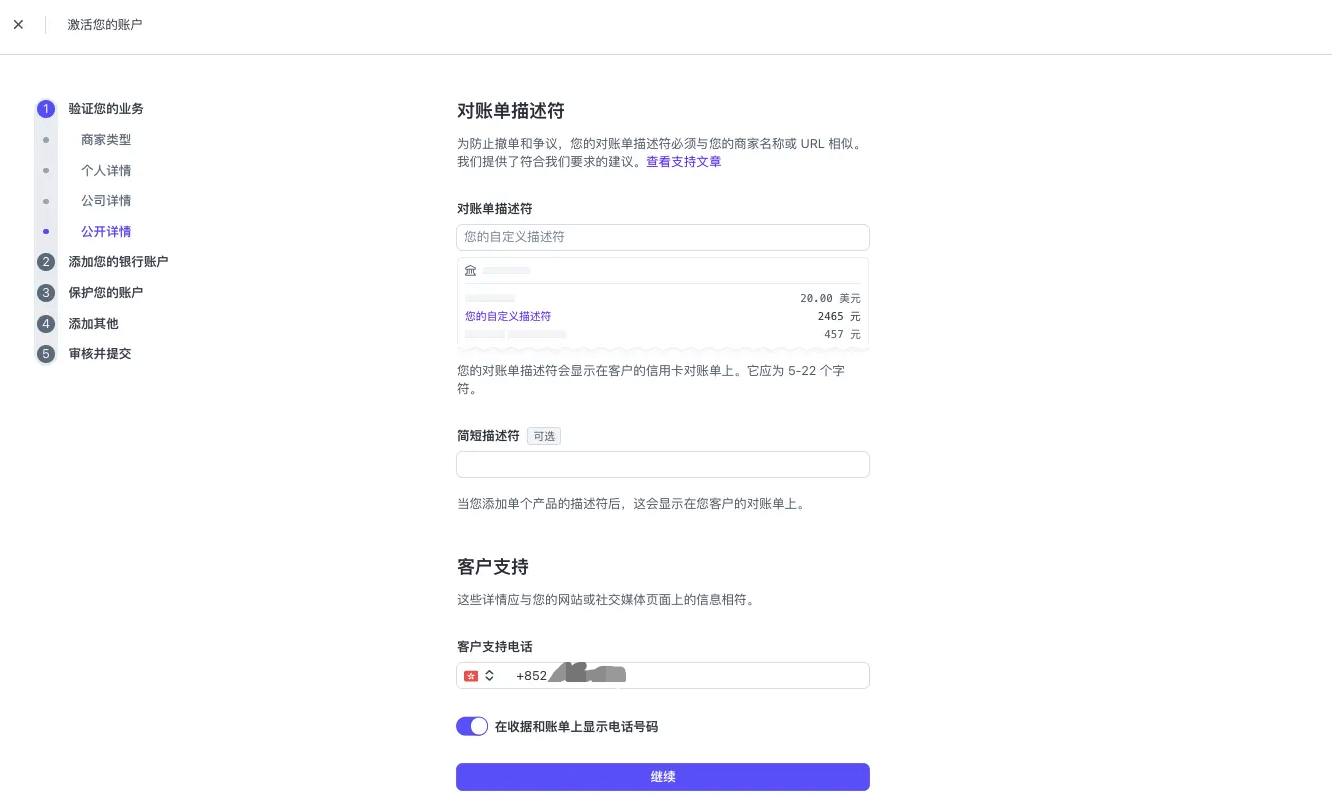 激活您的账户
1 验证您的业务
商家类型
个人详情
公司详情
公开详情
2 添加您的银行账户
3 保护您的账户
4 添加其他
5 审核并提交
对账单描述符
为防止撤单和争议，您的对账单描述符必须与您的商家名称或 URL 相似。
我们提供了符合我们要求的建议。查看支持文章
对账单描述符
您的自定义描述符
20.00 美元
您的自定义描述符 2465 元
457 元
您的对账单描述符会显示在客户的信用卡对账单上。它应为 5-22 个字
符。
简短描述符 可选
当您添加单个产品的描述符后，这会显示在您客户的对账单上。
客户支持
这些详情应与您的网站或社交媒体页面上的信息相符。
客户支持电话
+852
在收据和账单上显示电话号码
继续